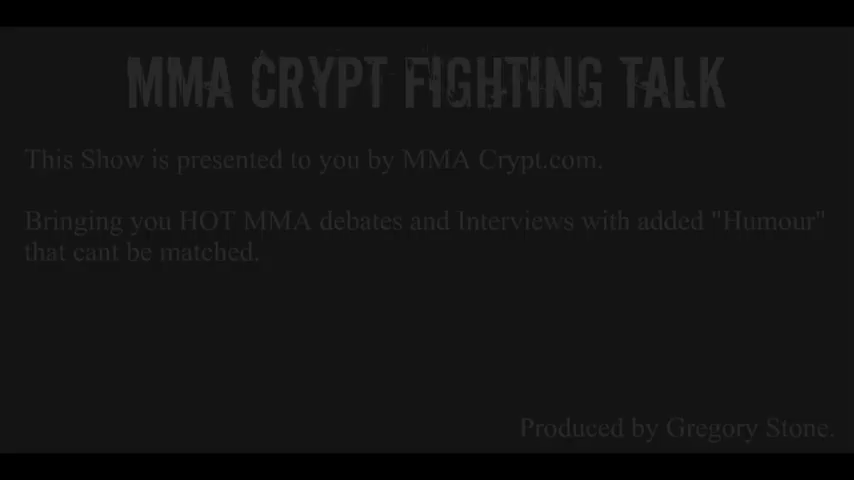 MMA CRYPT FIGHTING TALK
This Show is presented to you by MMA Crypt.com.
Bringing you HOT MMA debates and Interviews with added "Humour"
that cant be matched.
Produced by Gregory Stone.